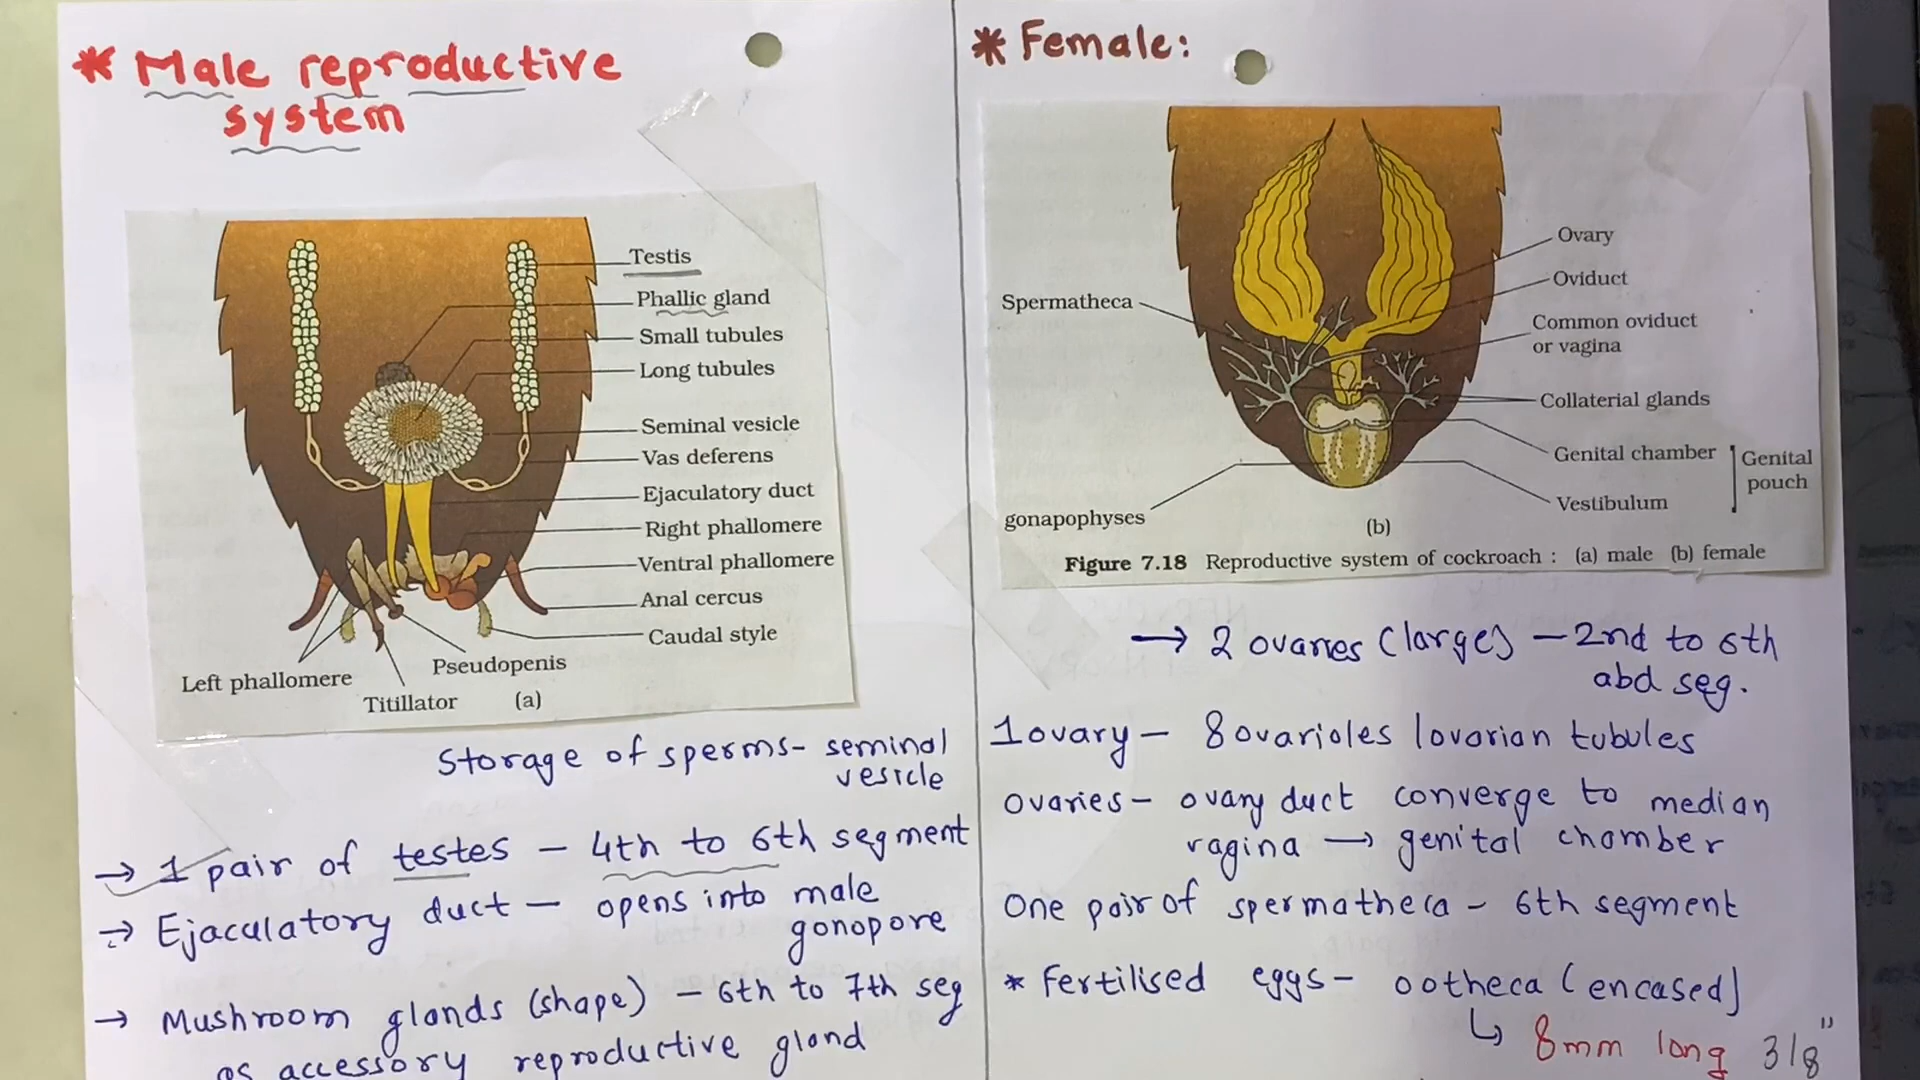 * Male reproductive
system
Testis
Phallic gland
Small tubules
Long tubules
Seminal vesicle
Vas deferens
Ejaculatory duct
Right phallomere
Ventral phallomere
Anal cercus
Caudal style
Pseudopenis
Left phallomere
Titillator
(a)
Storage of sperms- seminal
vesicle
→ 1 pair of testes - 4th to 6th segment
→ Ejaculatory duct - opens into male
gonopore
→ Mushroom glands (shape) - 6th to 7th seg
as accessory reproductive gland
* Female:
Ovary
Oviduct
Spermatheca
Common oviduct
or vagina
Collaterial glands
Genital chamber
Genital
pouch
Vestibulum
gonapophyses
(b)
Figure 7.18 Reproductive system of cockroach : (a) male (b) female
→ 2 ovaries (large) - 2nd to 6th
abd seg.
1 ovary - 8 ovarioles / ovarian tubules
ovaries - ovary duct converge to median
vagina → genital chamber
One pair of spermatheca - 6th segment
* Fertilised eggs - ootheca (encased)
↳ 8mm long 3/8"